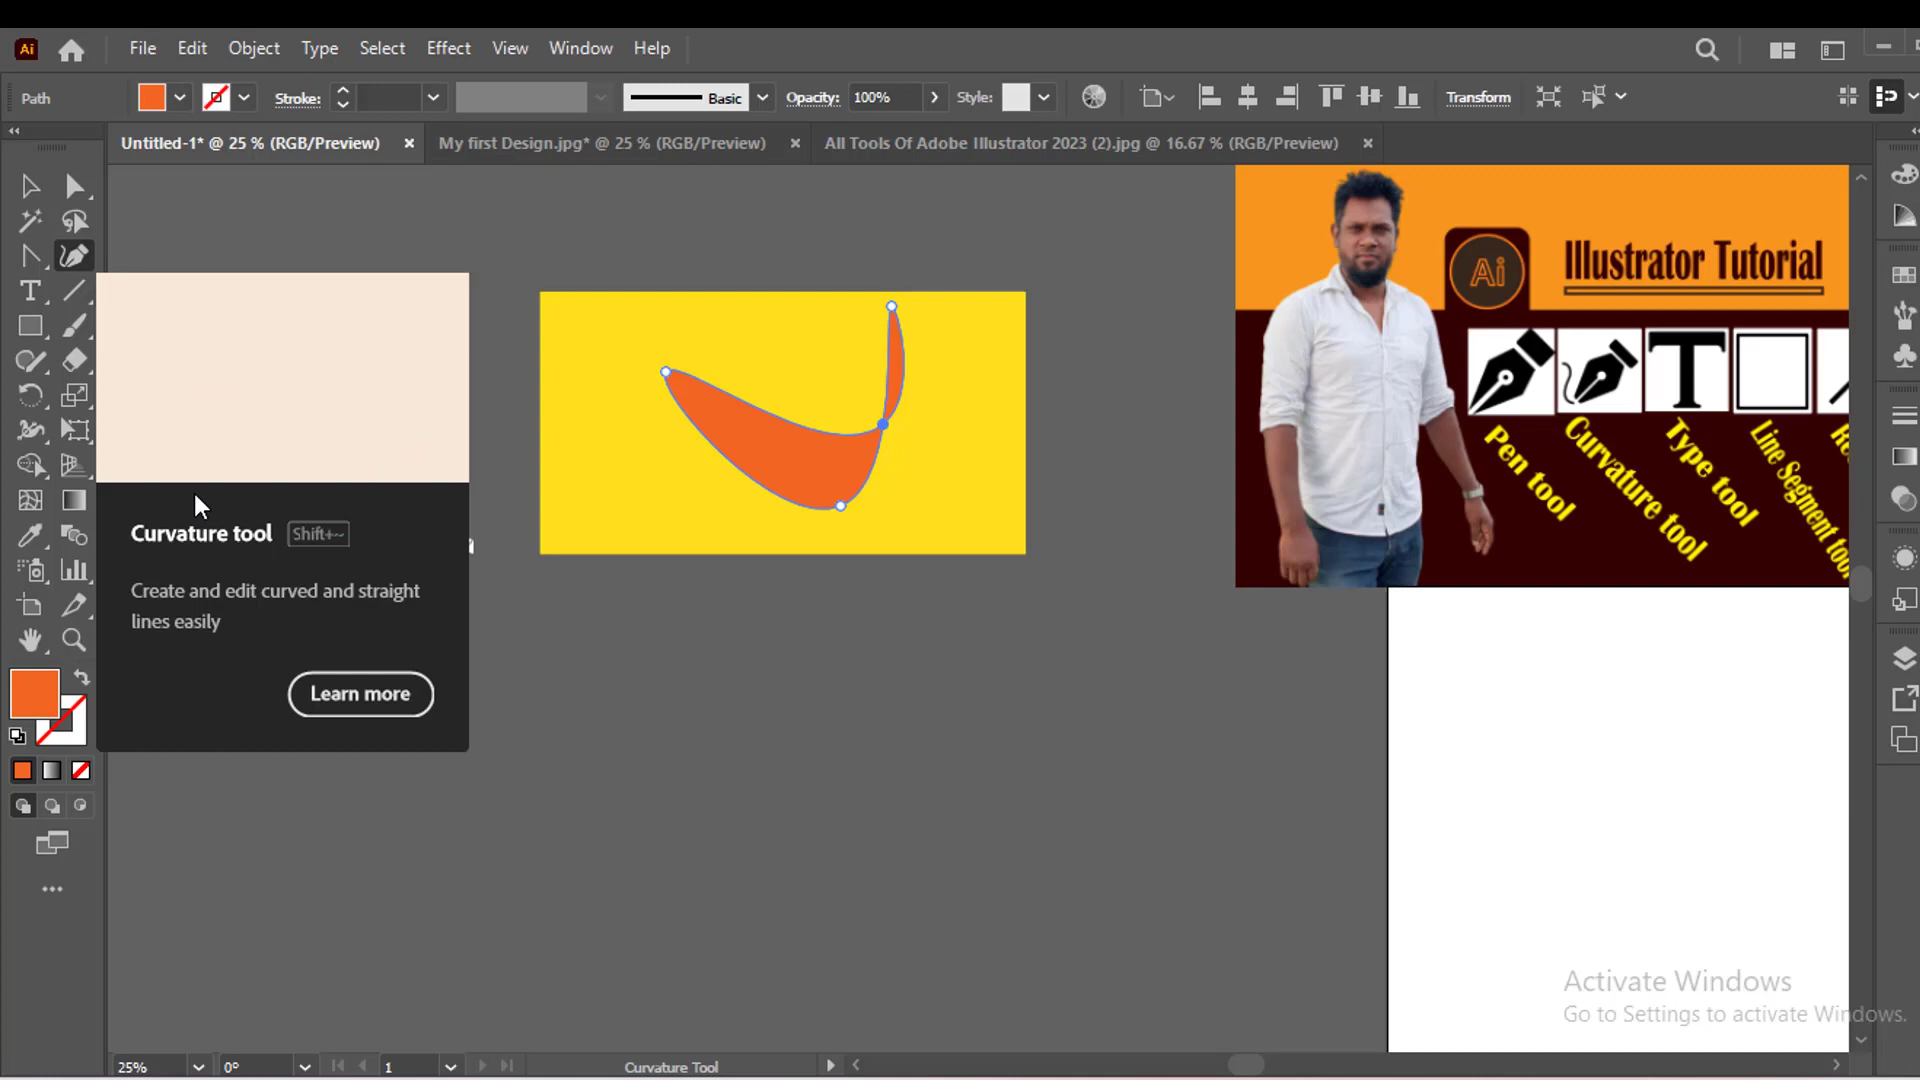 Ai File Edit Object Type Select Effect View Window Help
Path Stroke: Basic Opacity: 100% Style: Transform
Untitled-1* @ 25 % (RGB/Preview) × My first Design.jpg* @ 25 % (RGB/Preview) × All Tools Of Adobe Illustrator 2023 (2).jpg @ 16.67 % (RGB/Preview) ×
Ai Illustrator Tutorial
T
Pen tool
Curvature tool
Type tool
Line Segment tool
Curvature tool Shift+~
Create and edit curved and straight
lines easily
Learn more
Activate Windows
Go to Settings to activate Windows.
25% 0° 1 Curvature Tool